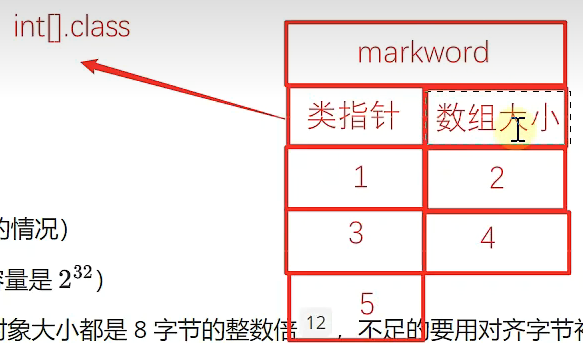 int[].class
markword
类指针 数组大小
1 2
的情况）
3 4
容量是 2^32）
5
对象大小都是 8 字节的整数倍 12 ，不足的要用对齐字节